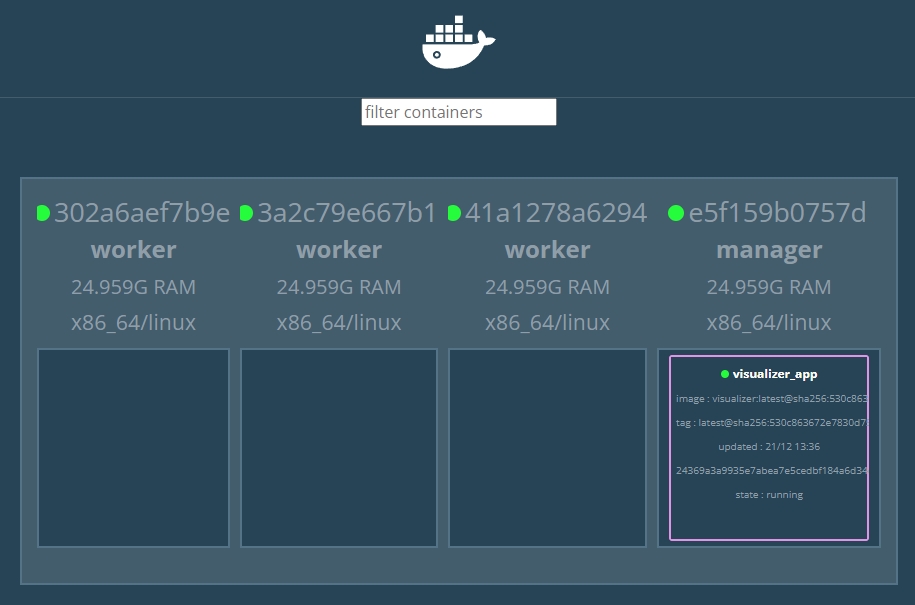 filter containers
302a6aef7b9e
worker
24.959G RAM
x86_64/linux
3a2c79e667b1
worker
24.959G RAM
x86_64/linux
41a1278a6294
worker
24.959G RAM
x86_64/linux
e5f159b0757d
manager
24.959G RAM
x86_64/linux
visualizer_app
image : visualizer:latest@sha256:530c863
tag : latest@sha256:530c863672e7830d7
updated : 21/12 13:36
24369a3a9935e7abea7e5cedbf184a6d34
state : running